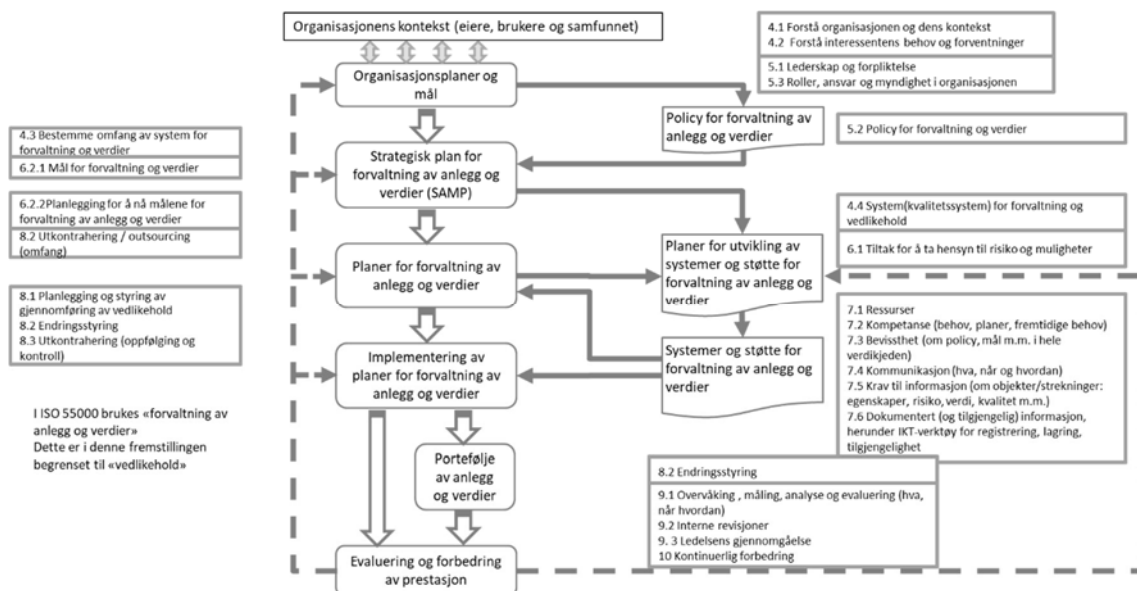 Organisasjonens kontekst (eiere, brukere og samfunnet)
Organisasjonsplaner og
mål
Policy for forvaltning av
anlegg og verdier
Strategisk plan for
forvaltning av anlegg og
verdier (SAMP)
Planer for utvikling av
systemer og støtte for
forvaltning av anlegg og
verdier
Planer for forvaltning av
anlegg og verdier
Systemer og støtte for
forvaltning av anlegg og
verdier
Implementering av
planer for forvaltning av
anlegg og verdier
Portefølje
av anlegg
og verdier
Evaluering og forbedring
av prestasjon
4.3 Bestemme omfang av system for
forvaltning og verdier
6.2.1 Mål for forvaltning og verdier
6.2.2Planlegging for å nå målene for
forvaltning av anlegg og verdier
8.2 Utkontrahering / outsourcing
(omfang)
8.1 Planlegging og styring av
gjennomføring av vedlikehold
8.2 Endringsstyring
8.3 Utkontrahering (oppfølging og
kontroll)
I ISO 55000 brukes «forvaltning av
anlegg og verdier»
Dette er i denne fremstillingen
begrenset til «vedlikehold»
4.1 Forstå organisasjonen og dens kontekst
4.2 Forstå interessentens behov og forventninger
5.1 Lederskap og forpliktelse
5.3 Roller, ansvar og myndighet i organisasjonen
5.2 Policy for forvaltning og verdier
4.4 System(kvalitetssystem) for forvaltning og
vedlikehold
6.1 Tiltak for å ta hensyn til risiko og muligheter
7.1 Ressurser
7.2 Kompetanse (behov, planer, fremtidige behov)
7.3 Bevissthet (om policy, mål m.m. i hele
verdikjeden)
7.4 Kommunikasjon (hva, når og hvordan)
7.5 Krav til informasjon (om objekter/strekninger:
egenskaper, risiko, verdi, kvalitet m.m.)
7.6 Dokumentert (og tilgjengelig) informasjon,
herunder IKT-verktøy for registrering, lagring,
tilgjengelighet
8.2 Endringsstyring
9.1 Overvåking , måling, analyse og evaluering (hva,
når hvordan)
9.2 Interne revisjoner
9. 3 Ledelsens gjennomgåelse
10 Kontinuerlig forbedring